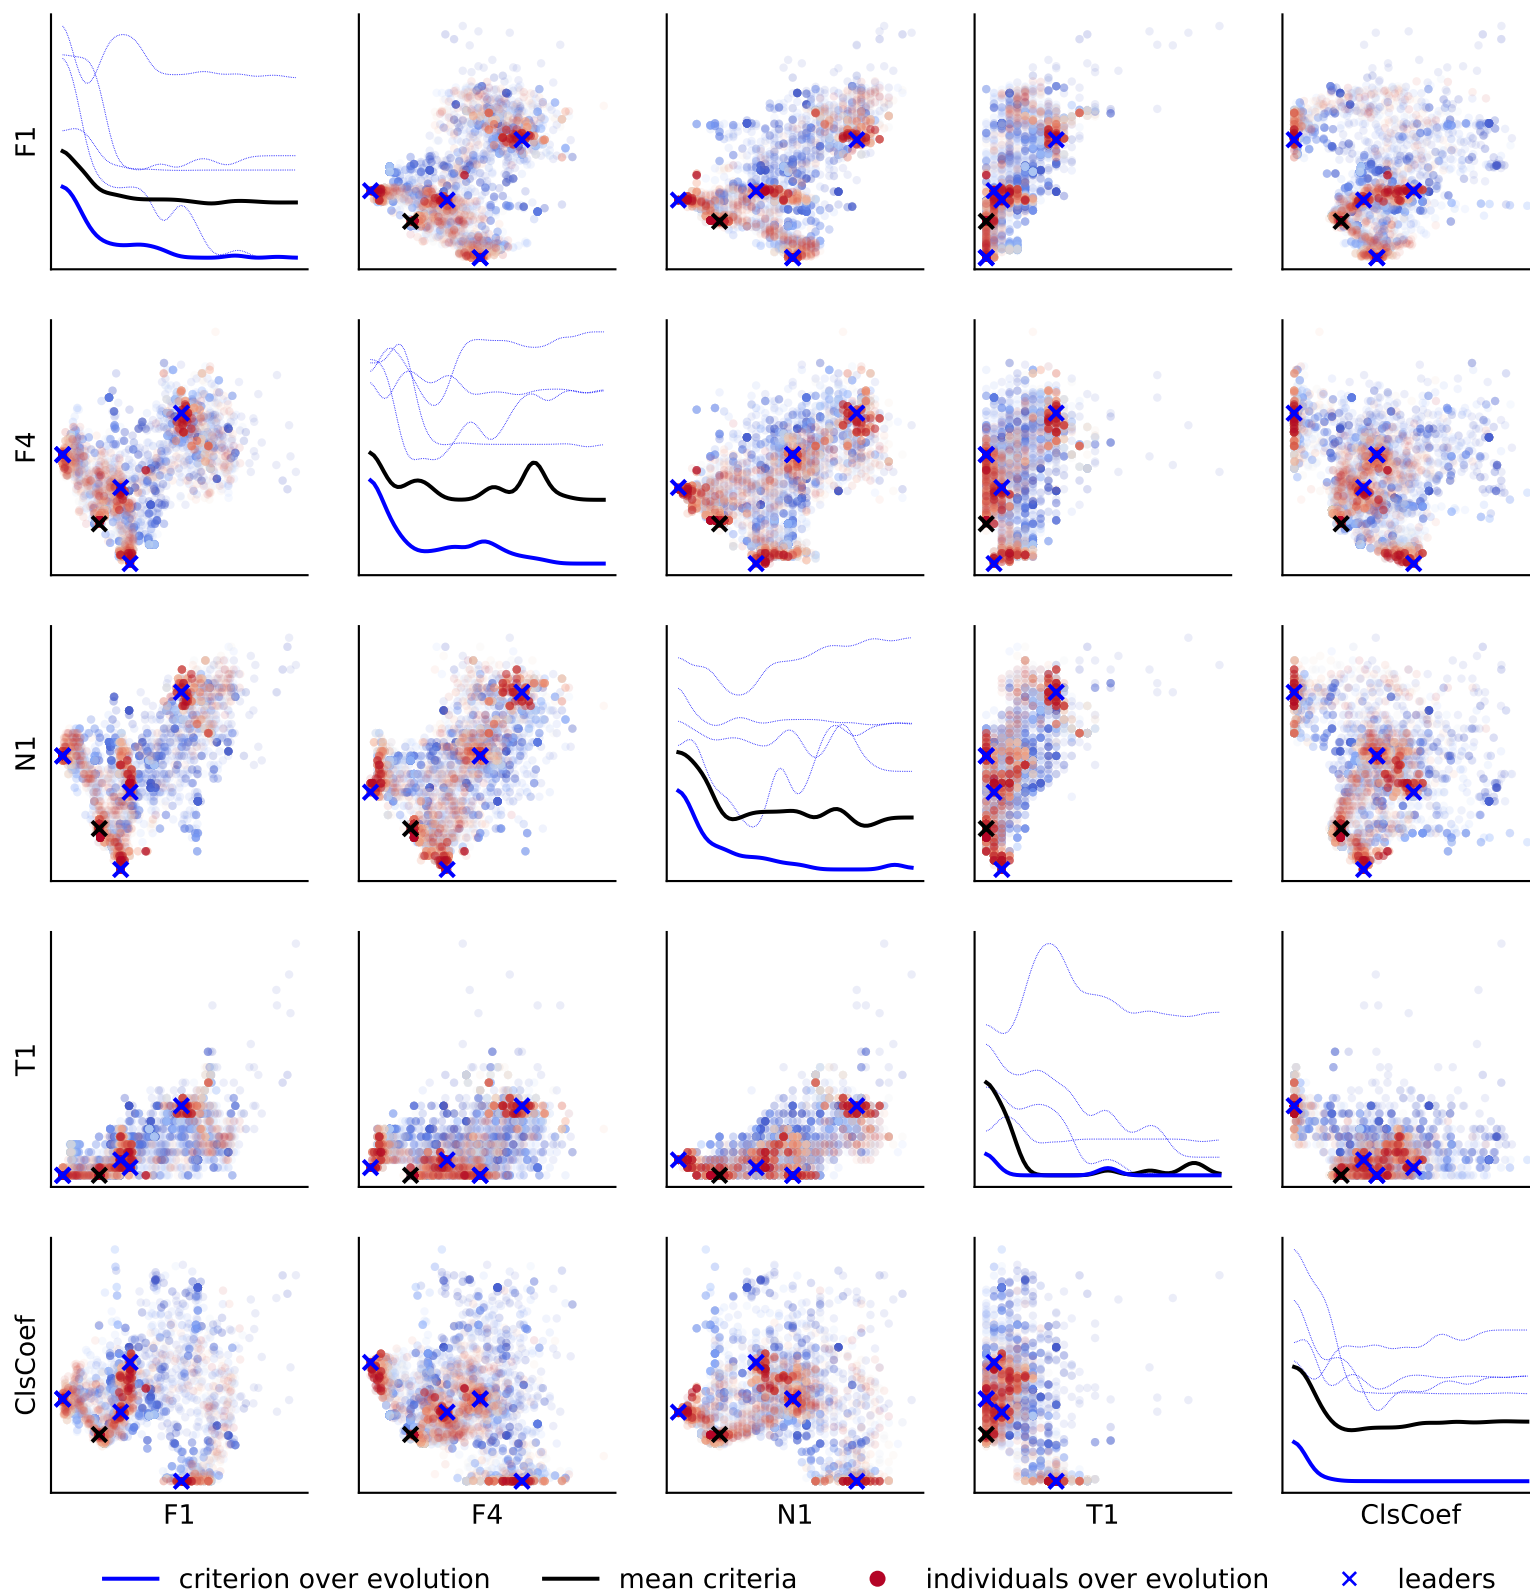 F1
F4
N1
T1
ClsCoef
F1 F4 N1 T1 ClsCoef
criterion over evolution mean criteria individuals over evolution leaders